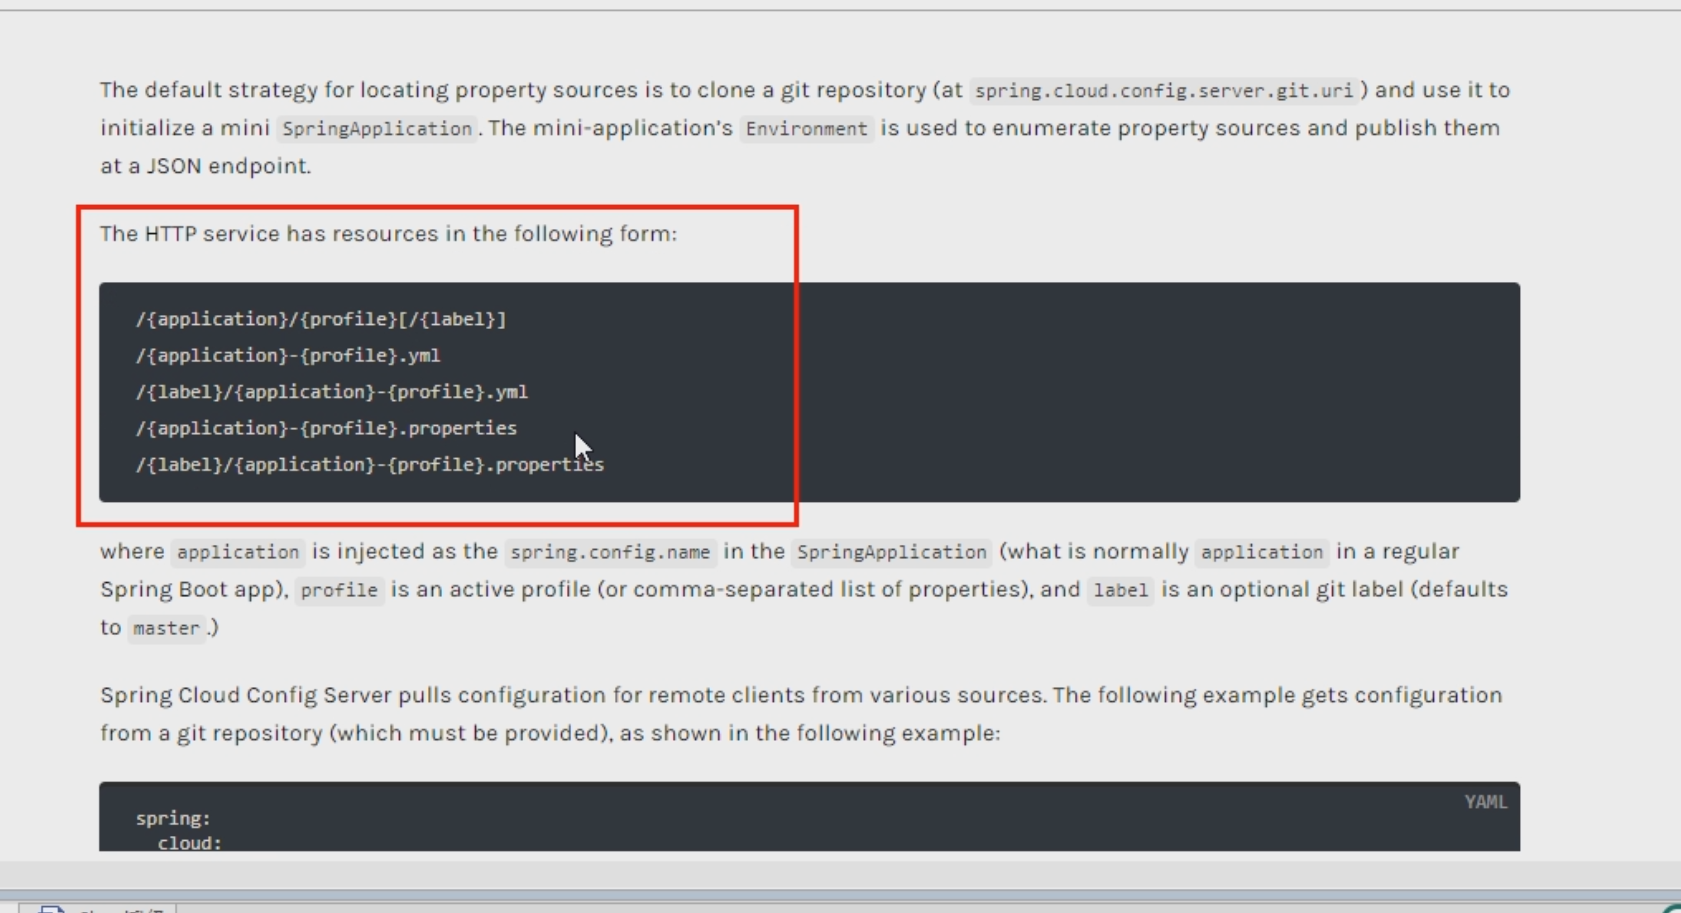 The default strategy for locating property sources is to clone a git repository (at spring.cloud.config.server.git.uri) and use it to
initialize a mini SpringApplication. The mini-application's Environment is used to enumerate property sources and publish them
at a JSON endpoint.
The HTTP service has resources in the following form:
/{application}/{profile}[/{label}]
/{application}-{profile}.yml
/{label}/{application}-{profile}.yml
/{application}-{profile}.properties
/{label}/{application}-{profile}.properties
where application is injected as the spring.config.name in the SpringApplication (what is normally application in a regular
Spring Boot app), profile is an active profile (or comma-separated list of properties), and label is an optional git label (defaults
to master.)
Spring Cloud Config Server pulls configuration for remote clients from various sources. The following example gets configuration
from a git repository (which must be provided), as shown in the following example:
YAML
spring:
  cloud: